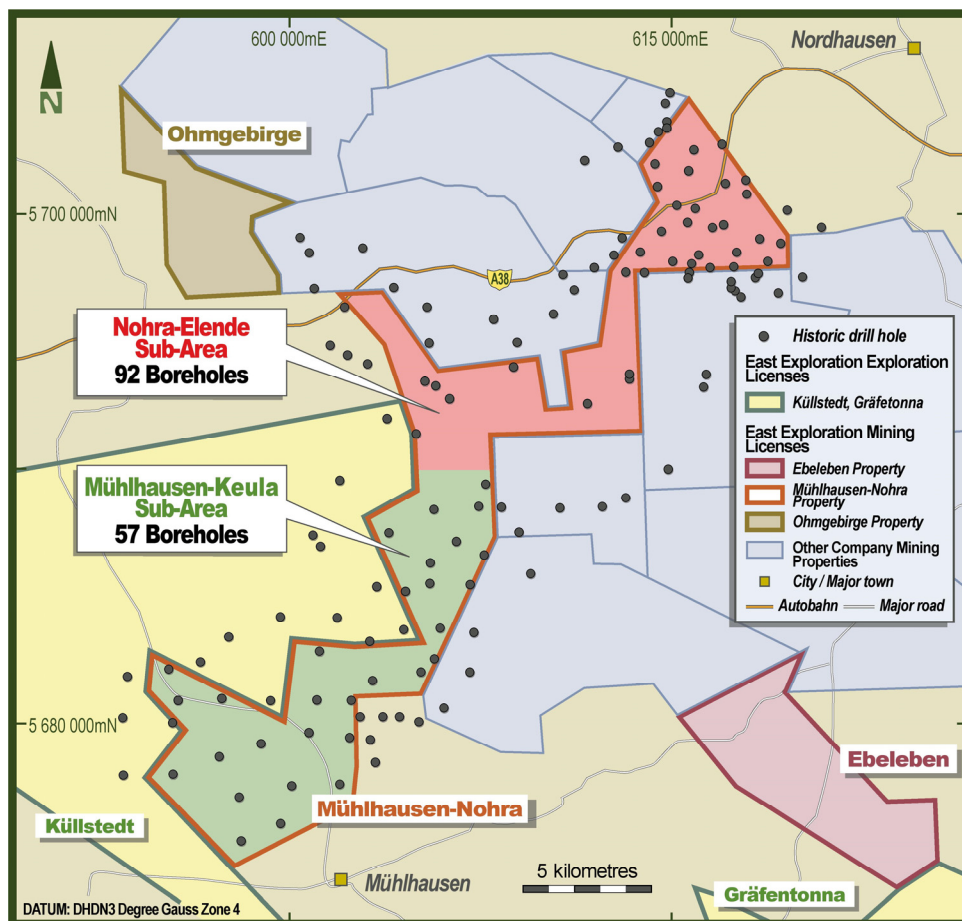 600 000mE
615 000mE
Nordhausen
N
Ohmgebirge
5 700 000mN
A38
Nohra-Elende
Sub-Area
92 Boreholes
Historic drill hole
East Exploration Exploration
Licenses
Küllstedt, Gräfetonna
East Exploration Mining
Licenses
Ebeleben Property
Mühlhausen-Nohra
Property
Ohmgebirge Property
Other Company Mining
Properties
City / Major town
Autobahn
Major road
Mühlhausen-Keula
Sub-Area
57 Boreholes
5 680 000mN
Ebeleben
Mühlhausen-Nohra
Küllstedt
Mühlhausen
5 kilometres
Gräfentonna
DATUM: DHDN3 Degree Gauss Zone 4